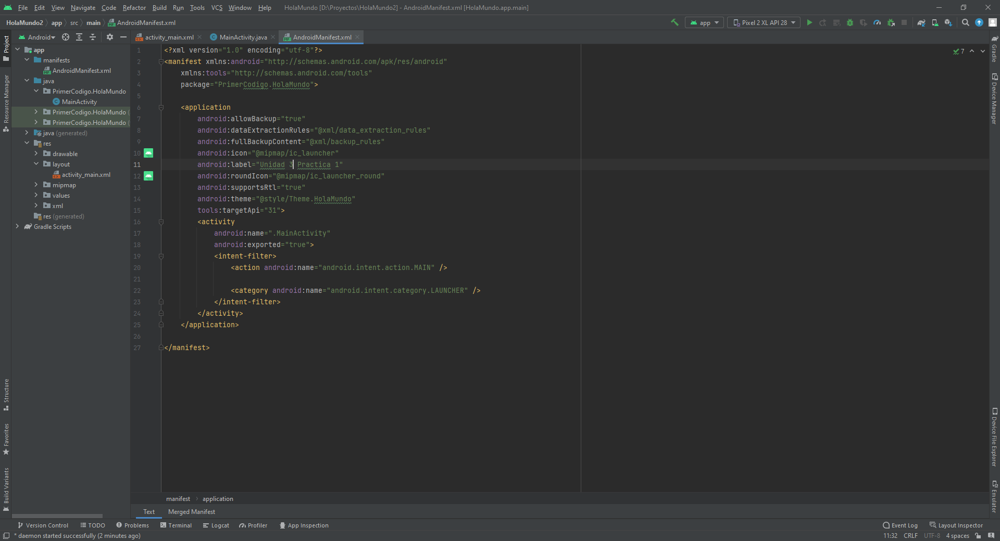 File Edit View Navigate Code Refactor Build Run Tools VCS Window Help HolaMundo [D:\Proyectos\HolaMundo2] - AndroidManifest.xml [HolaMundo.app.main]
HolaMundo2 app src main AndroidManifest.xml app Pixel 2 XL API 28
Android activity_main.xml MainActivity.java AndroidManifest.xml
Project
Resource Manager
Structure
Favorites
Build Variants
app
manifests
AndroidManifest.xml
java
PrimerCodigo.HolaMundo
MainActivity
PrimerCodigo.HolaMundo (
PrimerCodigo.HolaMundo (
java (generated)
res
drawable
layout
activity_main.xml
mipmap
values
xml
res (generated)
Gradle Scripts
1 <?xml version="1.0" encoding="utf-8"?>
2 <manifest xmlns:android="http://schemas.android.com/apk/res/android"
3 xmlns:tools="http://schemas.android.com/tools"
4 package="PrimerCodigo.HolaMundo">
5
6 <application
7 android:allowBackup="true"
8 android:dataExtractionRules="@xml/data_extraction_rules"
9 android:fullBackupContent="@xml/backup_rules"
10 android:icon="@mipmap/ic_launcher"
11 android:label="Unidad 3 Practica 1"
12 android:roundIcon="@mipmap/ic_launcher_round"
13 android:supportsRtl="true"
14 android:theme="@style/Theme.HolaMundo"
15 tools:targetApi="31">
16 <activity
17 android:name=".MainActivity"
18 android:exported="true">
19 <intent-filter>
20 <action android:name="android.intent.action.MAIN" />
21
22 <category android:name="android.intent.category.LAUNCHER" />
23 </intent-filter>
24 </activity>
25 </application>
26
27 </manifest>
7
Gradle
Device Manager
Device File Explorer
Emulator
manifest application
Text Merged Manifest
Version Control TODO Problems Terminal Logcat Profiler App Inspection Event Log Layout Inspector
* daemon started successfully (2 minutes ago) 11:32 CRLF UTF-8 4 spaces